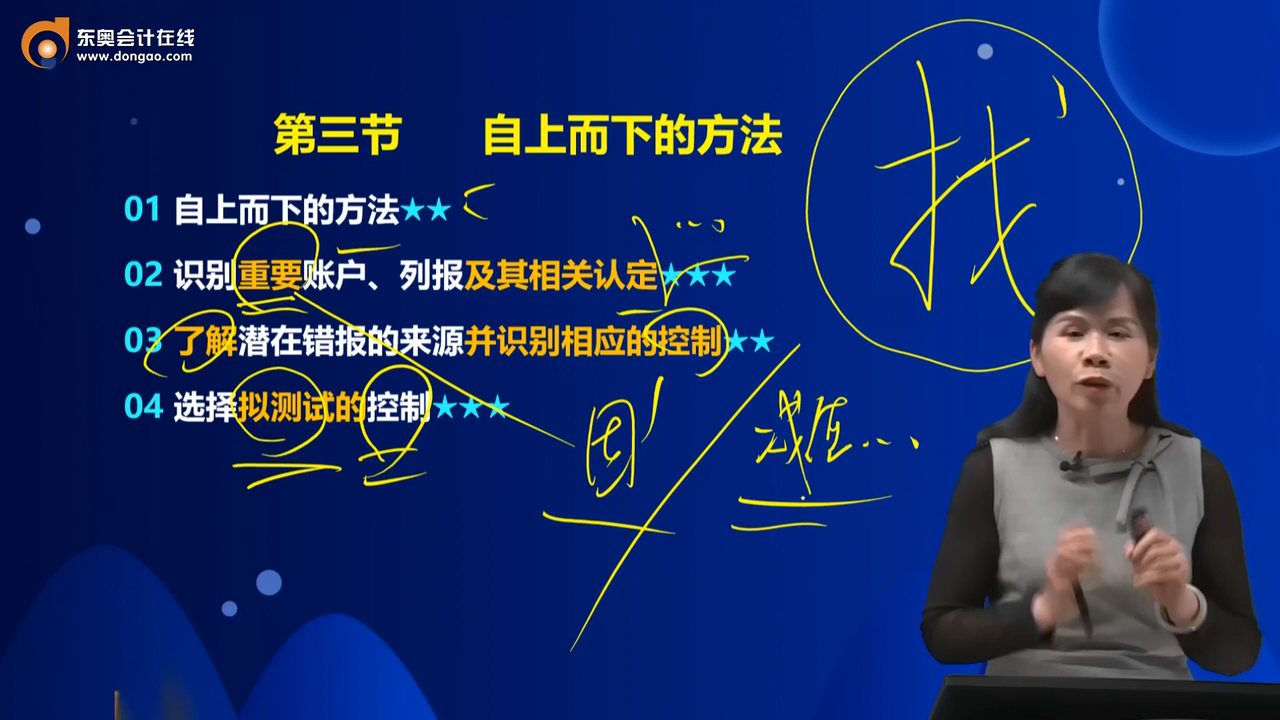 东奥会计在线
www.dongao.com
第三节 自上而下的方法
01 自上而下的方法★★
02 识别重要账户、列报及其相关认定★★★
03 了解潜在错报的来源并识别相应的控制★★
04 选择拟测试的控制★★★
找
固
减值...